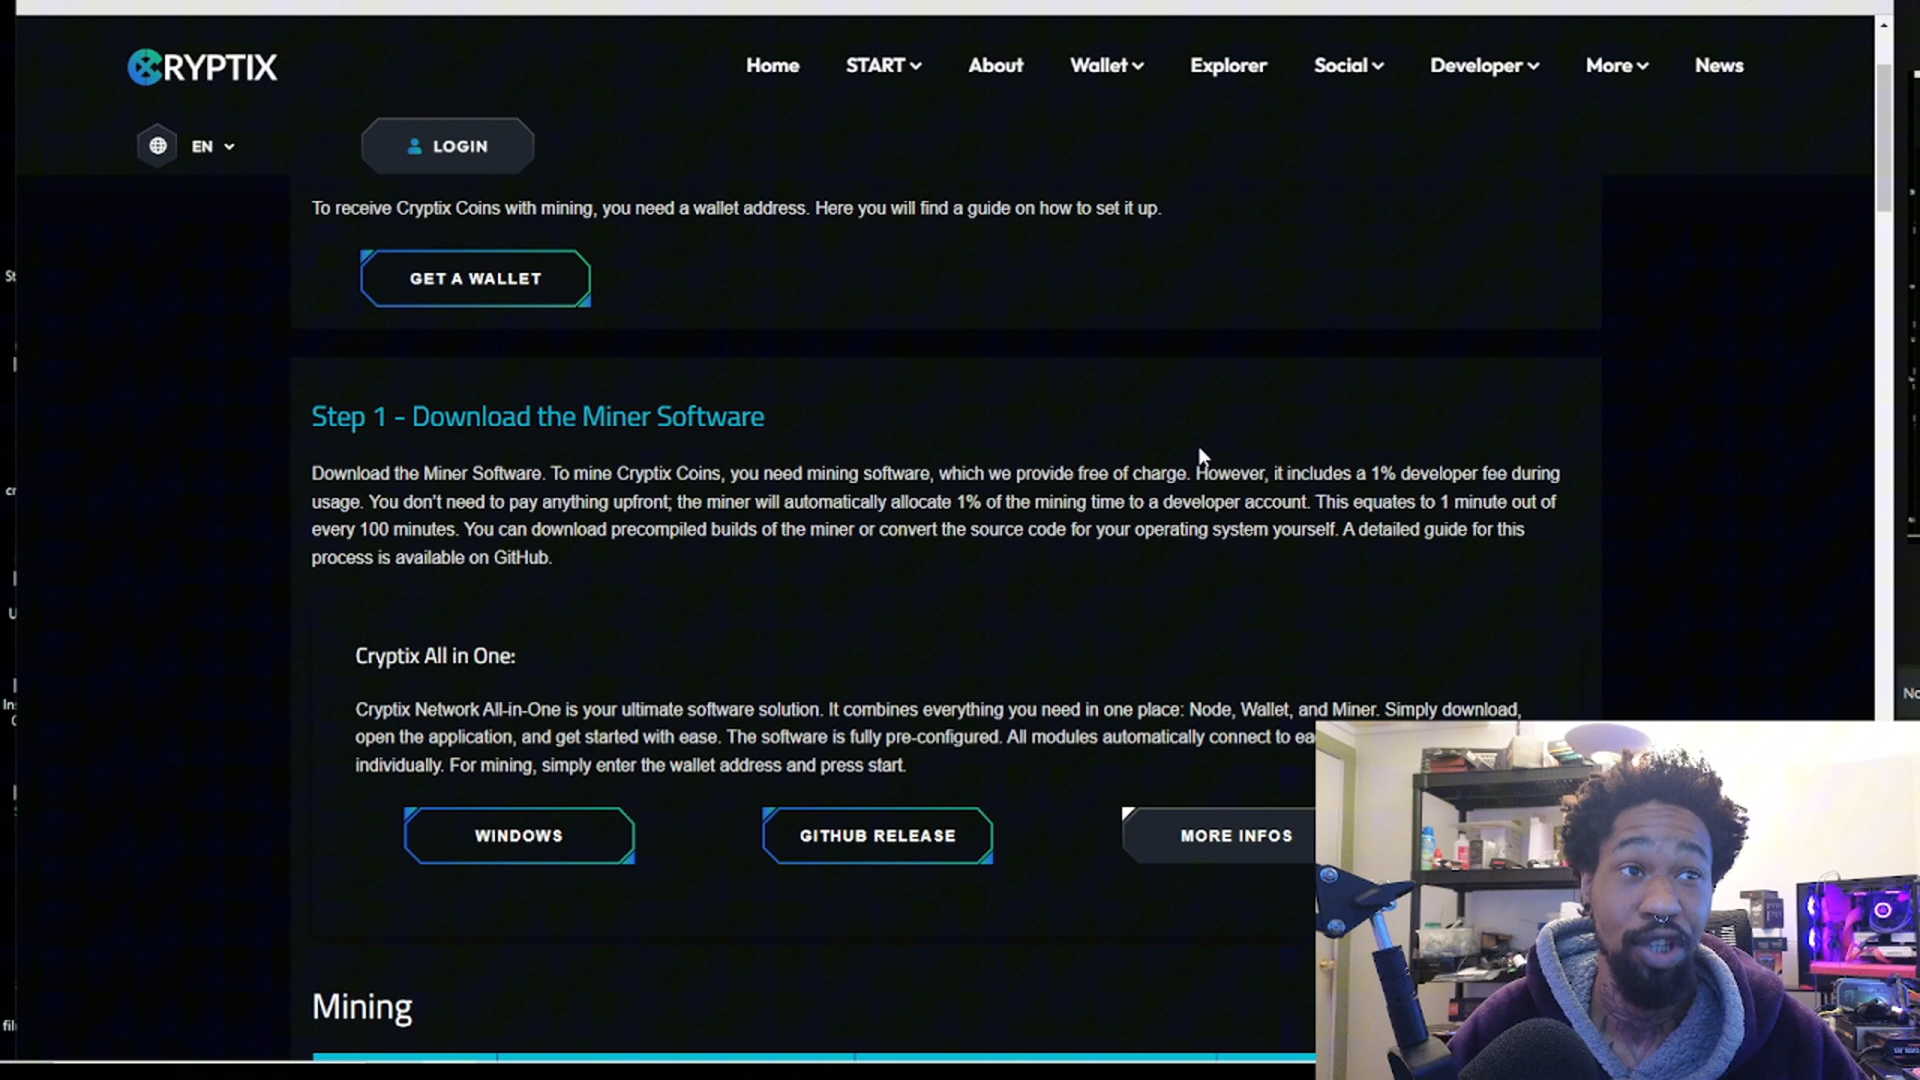 CRYPTIX
Home START About Wallet Explorer Social Developer More News
EN LOGIN
To receive Cryptix Coins with mining, you need a wallet address. Here you will find a guide on how to set it up.
GET A WALLET
Step 1 - Download the Miner Software
Download the Miner Software. To mine Cryptix Coins, you need mining software, which we provide free of charge. However, it includes a 1% developer fee during
usage. You don't need to pay anything upfront; the miner will automatically allocate 1% of the mining time to a developer account. This equates to 1 minute out of
every 100 minutes. You can download precompiled builds of the miner or convert the source code for your operating system yourself. A detailed guide for this
process is available on GitHub.
Cryptix All in One:
Cryptix Network All-in-One is your ultimate software solution. It combines everything you need in one place: Node, Wallet, and Miner. Simply download,
open the application, and get started with ease. The software is fully pre-configured. All modules automatically connect to
individually. For mining, simply enter the wallet address and press start.
WINDOWS GITHUB RELEASE MORE INFOS
Mining